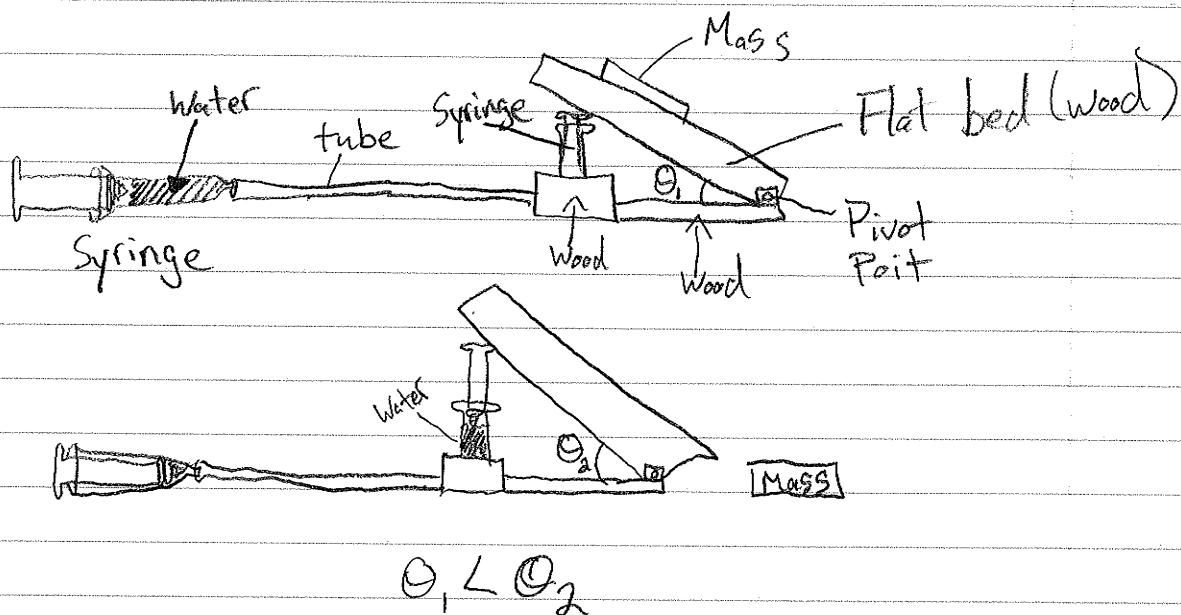 Mass
Water
Syringe
Flat bed (wood)
tube
Θ₁
Syringe
Wood
Wood
Pivot
Poit
Water
Θ₂
Mass
Θ₁ < Θ₂